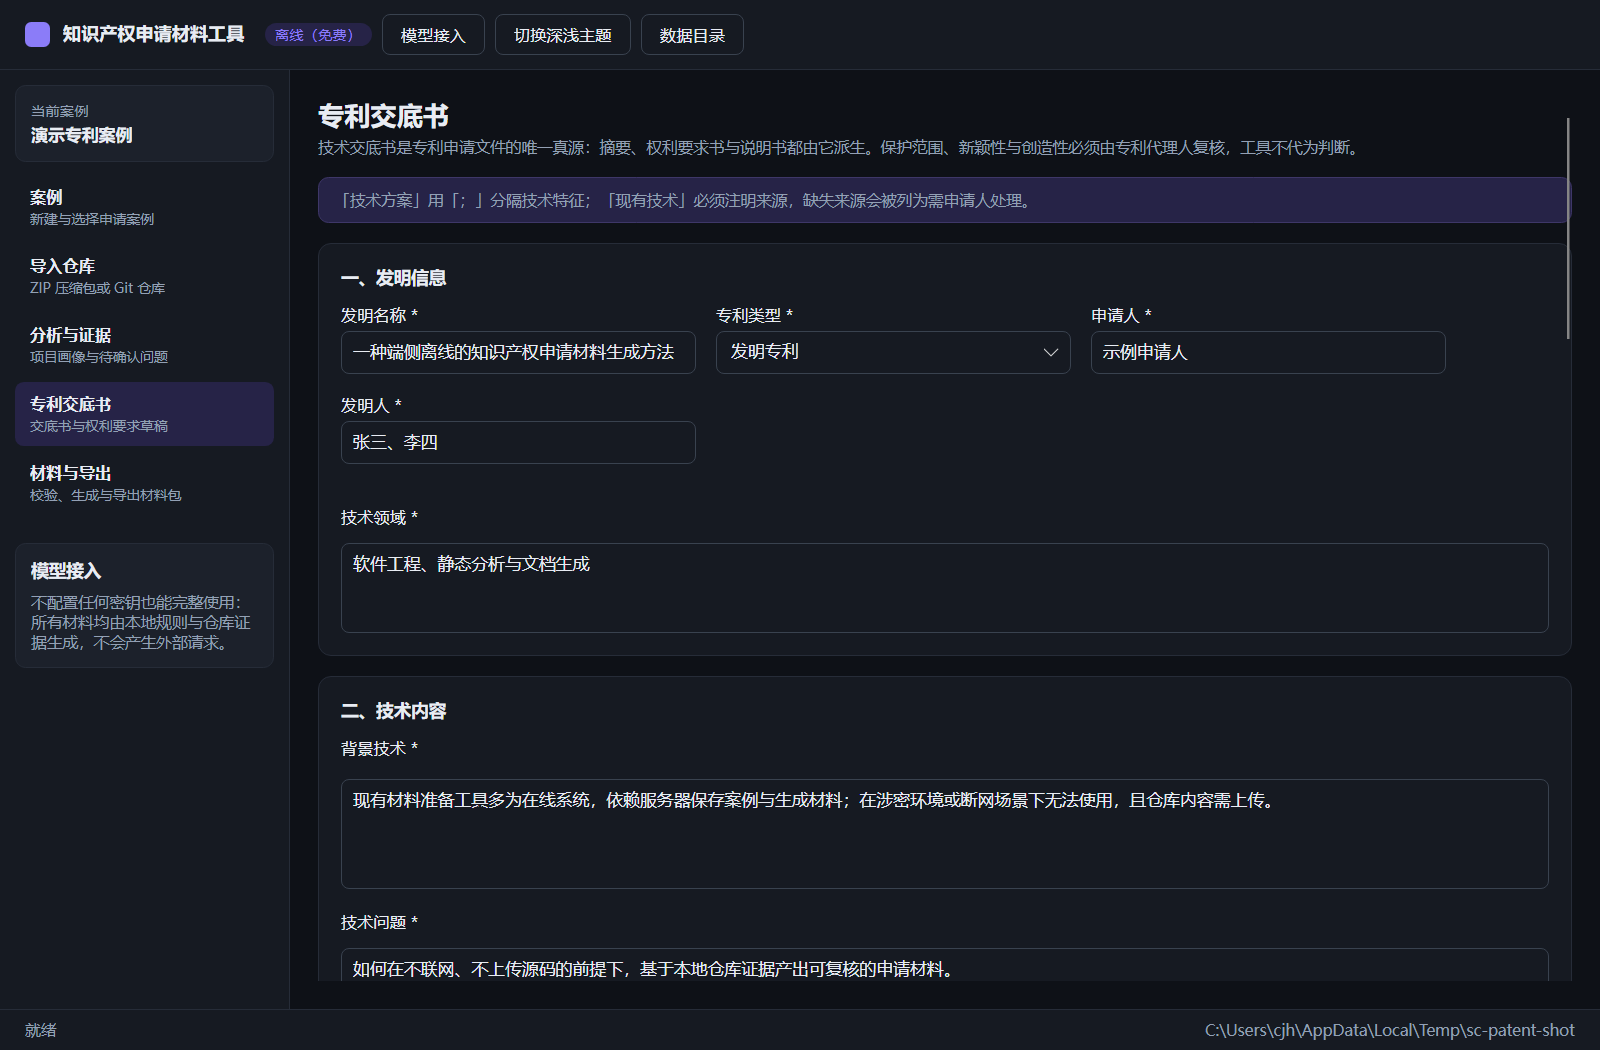 知识产权申请材料工具
离线（免费）
模型接入
切换深浅主题
数据目录
当前案例
演示专利案例
案例
新建与选择申请案例
导入仓库
ZIP 压缩包或 Git 仓库
分析与证据
项目画像与待确认问题
专利交底书
交底书与权利要求草稿
材料与导出
校验、生成与导出材料包
模型接入
不配置任何密钥也能完整使用：
所有材料均由本地规则与仓库证
据生成，不会产生外部请求。
专利交底书
技术交底书是专利申请文件的唯一真源：摘要、权利要求书与说明书都由它派生。保护范围、新颖性与创造性必须由专利代理人复核，工具不代为判断。
「技术方案」用「；」分隔技术特征；「现有技术」必须注明来源，缺失来源会被列为需申请人处理。
一、发明信息
发明名称 *
专利类型 *
申请人 *
一种端侧离线的知识产权申请材料生成方法
发明专利
示例申请人
发明人 *
张三、李四
技术领域 *
软件工程、静态分析与文档生成
二、技术内容
背景技术 *
现有材料准备工具多为在线系统，依赖服务器保存案例与生成材料；在涉密环境或断网场景下无法使用，且仓库内容需上传。
技术问题 *
如何在不联网、不上传源码的前提下，基于本地仓库证据产出可复核的申请材料。
就绪
C:\Users\cjh\AppData\Local\Temp\sc-patent-shot